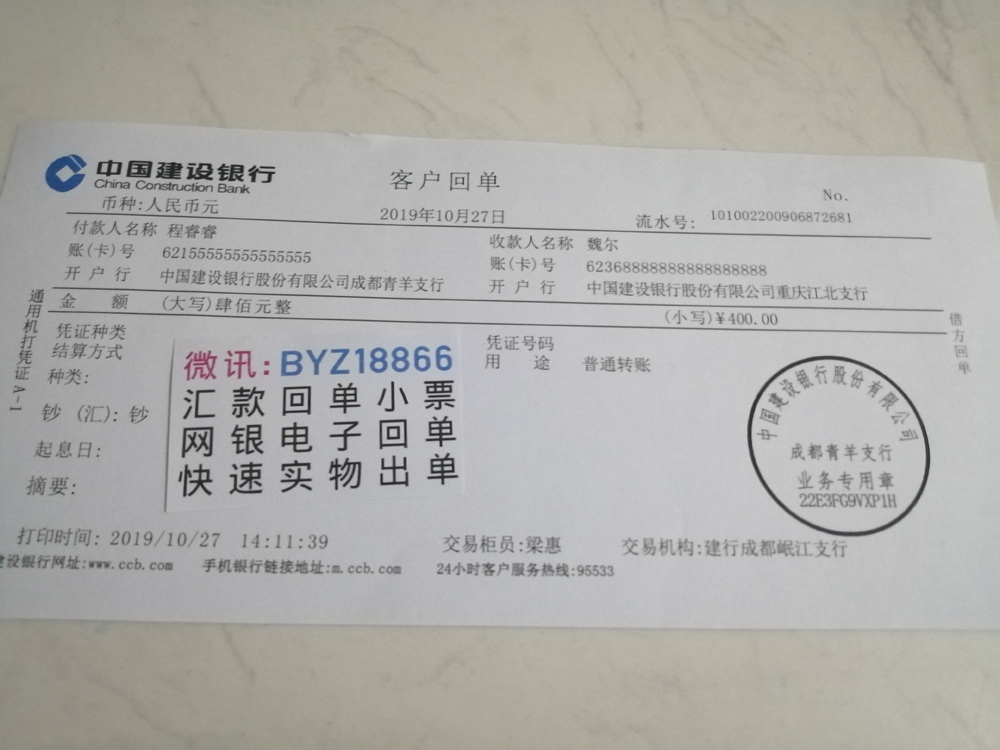 中国建设银行
China Construction Bank
客户回单
No.
币种:人民币元
2019年10月27日
流水号: 101002200906872681
付款人名称 程睿睿
收款人名称 魏尔
账(卡)号 62155555555555555
账(卡)号 623688888888888888888
开户行 中国建设银行股份有限公司成都青羊支行
开户行 中国建设银行股份有限公司重庆江北支行
金额 (大写)肆佰元整
(小写)¥400.00
凭证种类
凭证号码
结算方式
用途 普通转账
种类:
钞 (汇): 钞
起息日:
摘要:
微讯: BYZ18866
汇款回单小票
网银电子回单
快速实物出单
中国建设银行股份有限公司
成都青羊支行
业务专用章
22E3FG9VXP1H
打印时间: 2019/10/27 14:11:39
交易柜员:梁惠
交易机构:建行成都岷江支行
建设银行网址:www.ccb.com
手机银行链接地址:m.ccb.com
24小时客户服务热线:95533
通用机打凭证 A-1
借方回单